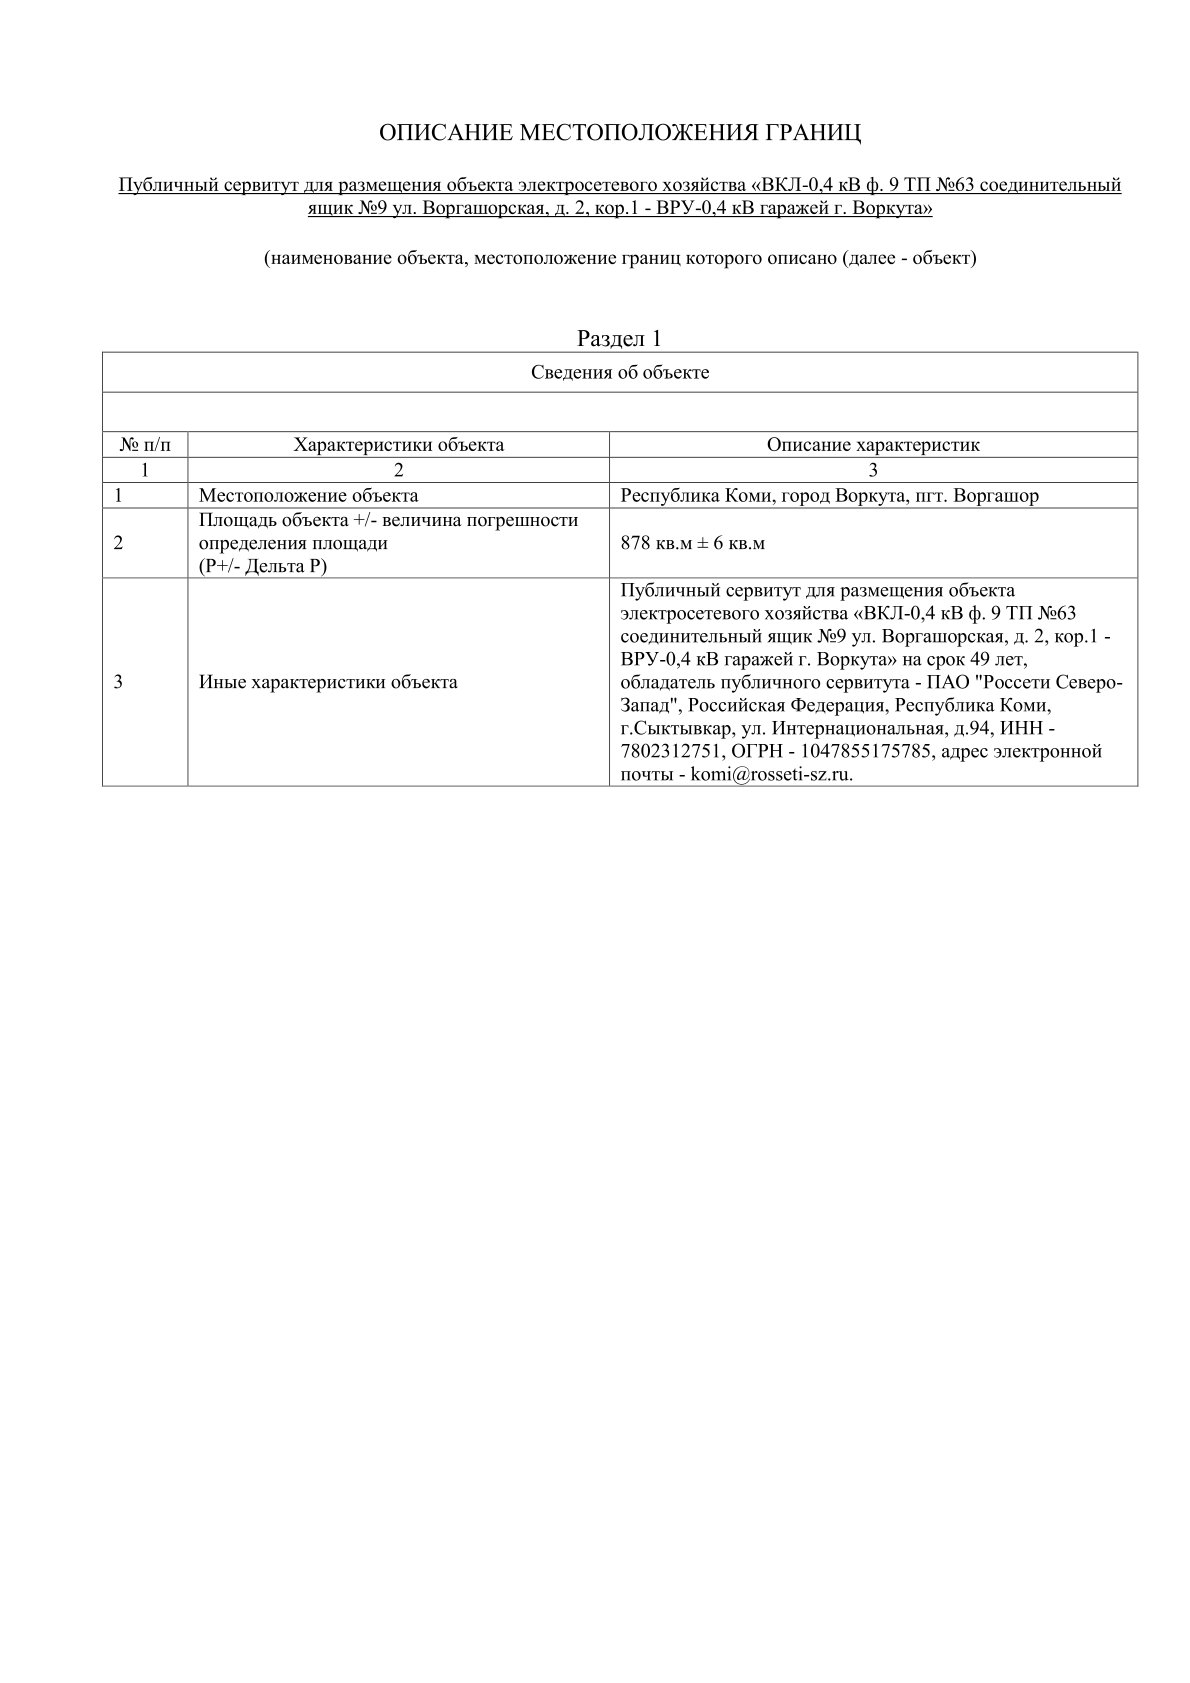 ОПИСАНИЕ МЕСТОПОЛОЖЕНИЯ ГРАНИЦ
Публичный сервитут для размещения объекта электросетевого хозяйства «ВКЛ-0,4 кВ ф. 9 ТП №63 соединительный
ящик №9 ул. Воргашорская, д. 2, кор.1 - ВРУ-0,4 кВ гаражей г. Воркута»
(наименование объекта, местоположение границ которого описано (далее - объект)
Раздел 1
Сведения об объекте
№ п/п Характеристики объекта Описание характеристик
1 2 3
1 Местоположение объекта Республика Коми, город Воркута, пгт. Воргашор
2 Площадь объекта +/- величина погрешности
определения площади
(Р+/- Дельта Р)
878 кв.м ± 6 кв.м
3 Иные характеристики объекта
Публичный сервитут для размещения объекта
электросетевого хозяйства «ВКЛ-0,4 кВ ф. 9 ТП №63
соединительный ящик №9 ул. Воргашорская, д. 2, кор.1 -
ВРУ-0,4 кВ гаражей г. Воркута» на срок 49 лет,
обладатель публичного сервитута - ПАО "Россети Северо-
Запад", Российская Федерация, Республика Коми,
г.Сыктывкар, ул. Интернациональная, д.94, ИНН -
7802312751, ОГРН - 1047855175785, адрес электронной
почты - komi@rosseti-sz.ru.